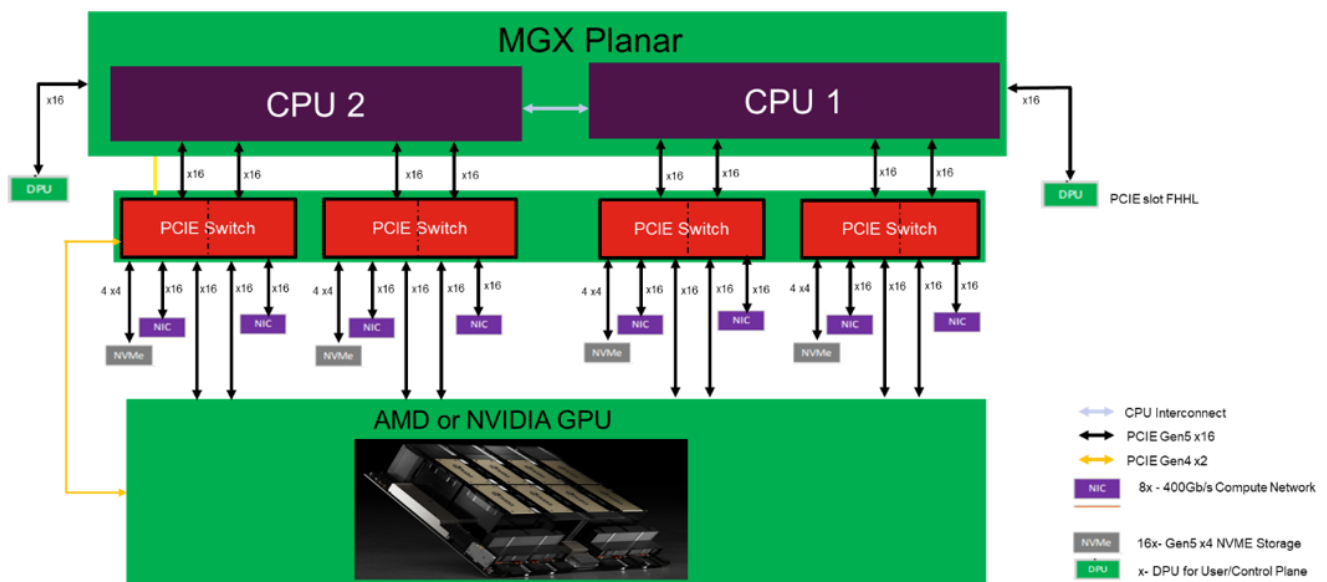 MGX Planar
CPU 2
CPU 1
x16
x16
x16 x16 x16 x16 x16 x16 x16 x16
DPU
DPU
PCIE slot FHHL
PCIE Switch PCIE Switch PCIE Switch PCIE Switch
4 x4 x16 x16 x16 x16 4 x4 x16 x16 x16 x16 4 x4 x16 x16 x16 x16 4 x4 x16 x16 x16 x16
NIC NIC NIC NIC NIC NIC NIC NIC
NVMe NVMe NVMe NVMe
AMD or NVIDIA GPU
CPU Interconnect
PCIE Gen5 x16
PCIE Gen4 x2
NIC 8x - 400Gb/s Compute Network
NVMe 16x- Gen5 x4 NVME Storage
DPU x- DPU for User/Control Plane